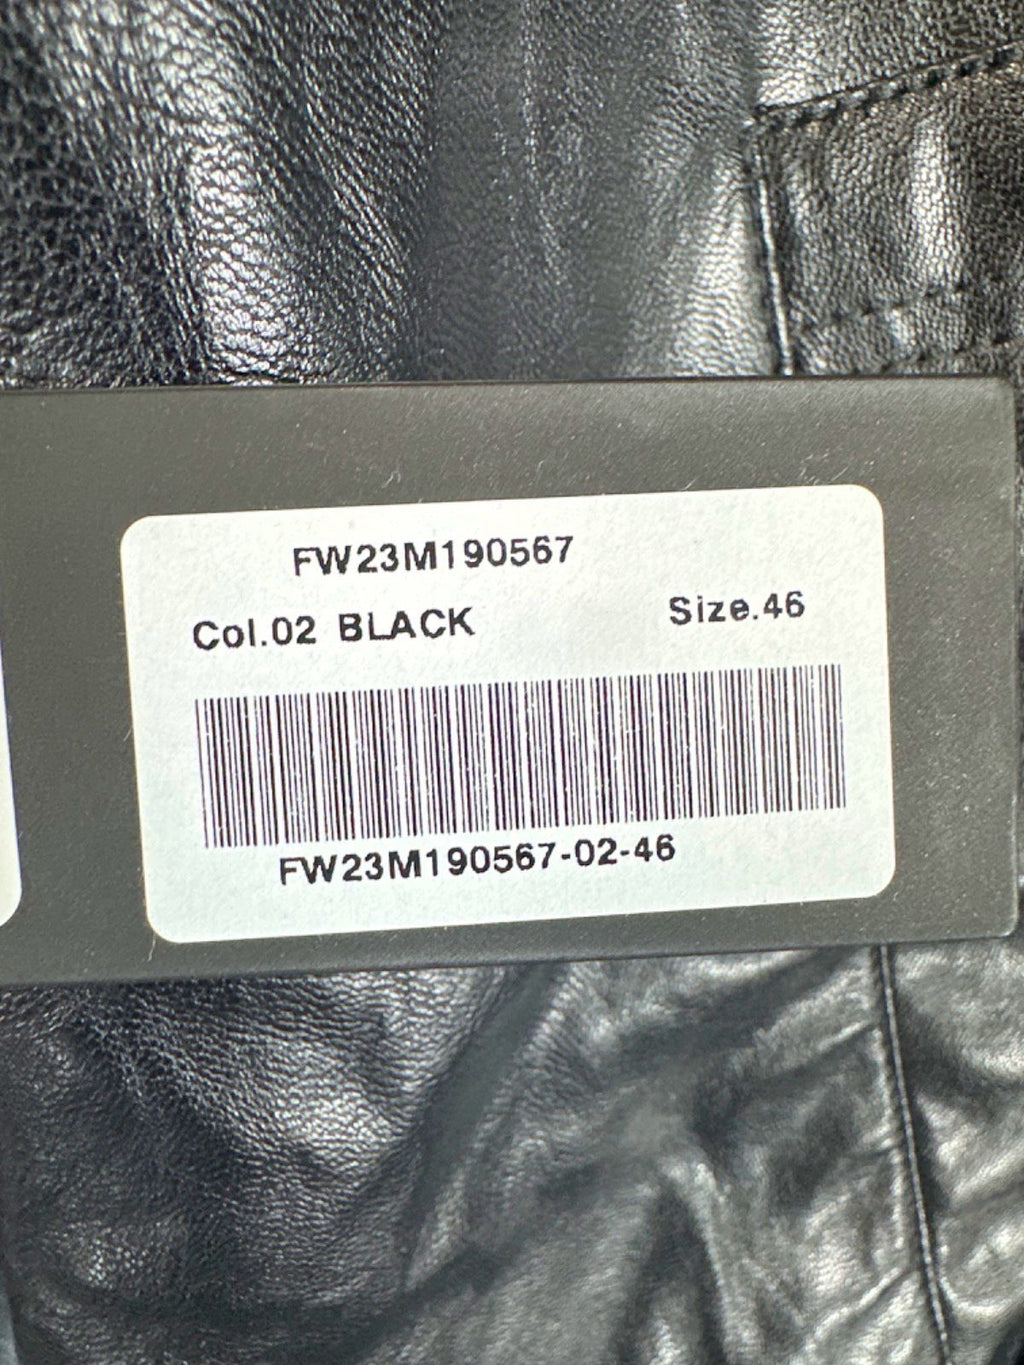 FW23M190567
Col.02 BLACK Size.46
FW23M190567-02-46